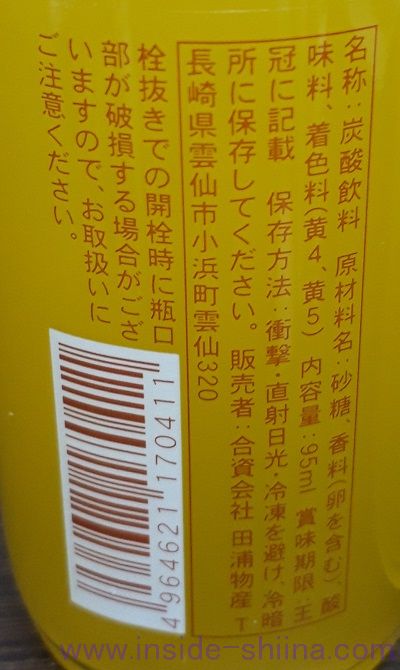 名称：炭酸飲料　原材料名：砂糖、香料（卵を含む）、酸
味料、着色料（黄4、黄5）　内容量：95ml　賞味期限：王
冠に記載　保存方法：衝撃・直射日光・冷凍を避け、冷暗
所に保存してください。　販売者：合資会社　田浦物産　T
長崎県雲仙市小浜町雲仙320
栓抜きでの開栓時に瓶口
部が破損する場合がござ
いますので、お取扱いに
ご注意ください。
4964621170411
www.inside-shiina.com